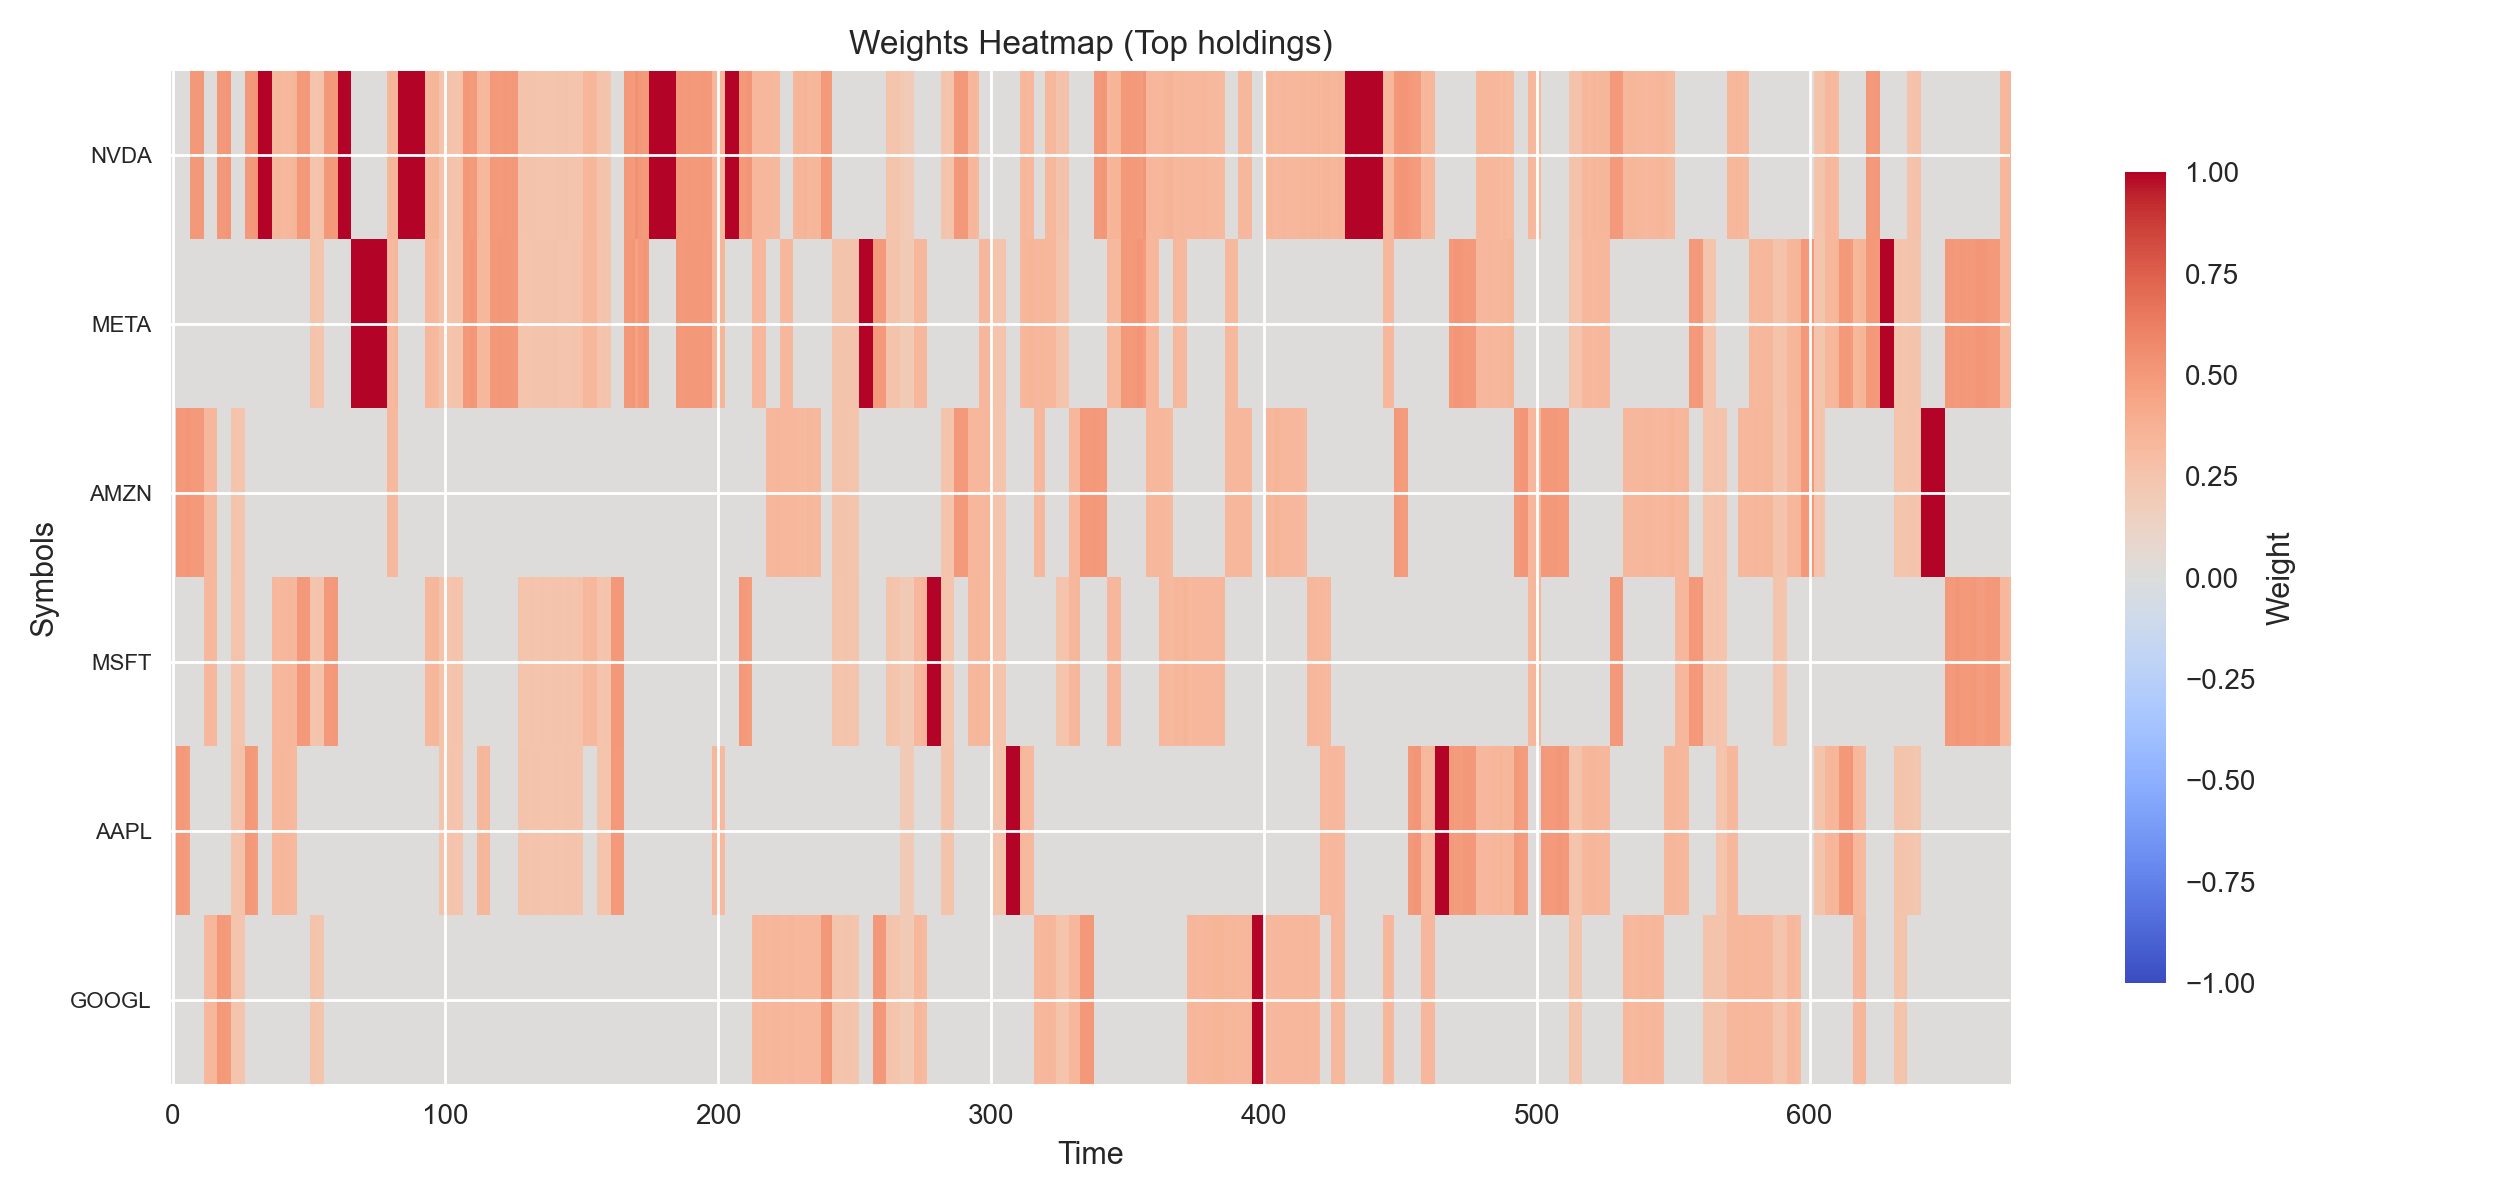 Weights Heatmap (Top holdings)
NVDA
META
AMZN
MSFT
AAPL
GOOGL
Symbols
0 100 200 300 400 500 600
Time
1.00
0.75
0.50
0.25
0.00
−0.25
−0.50
−0.75
−1.00
Weight